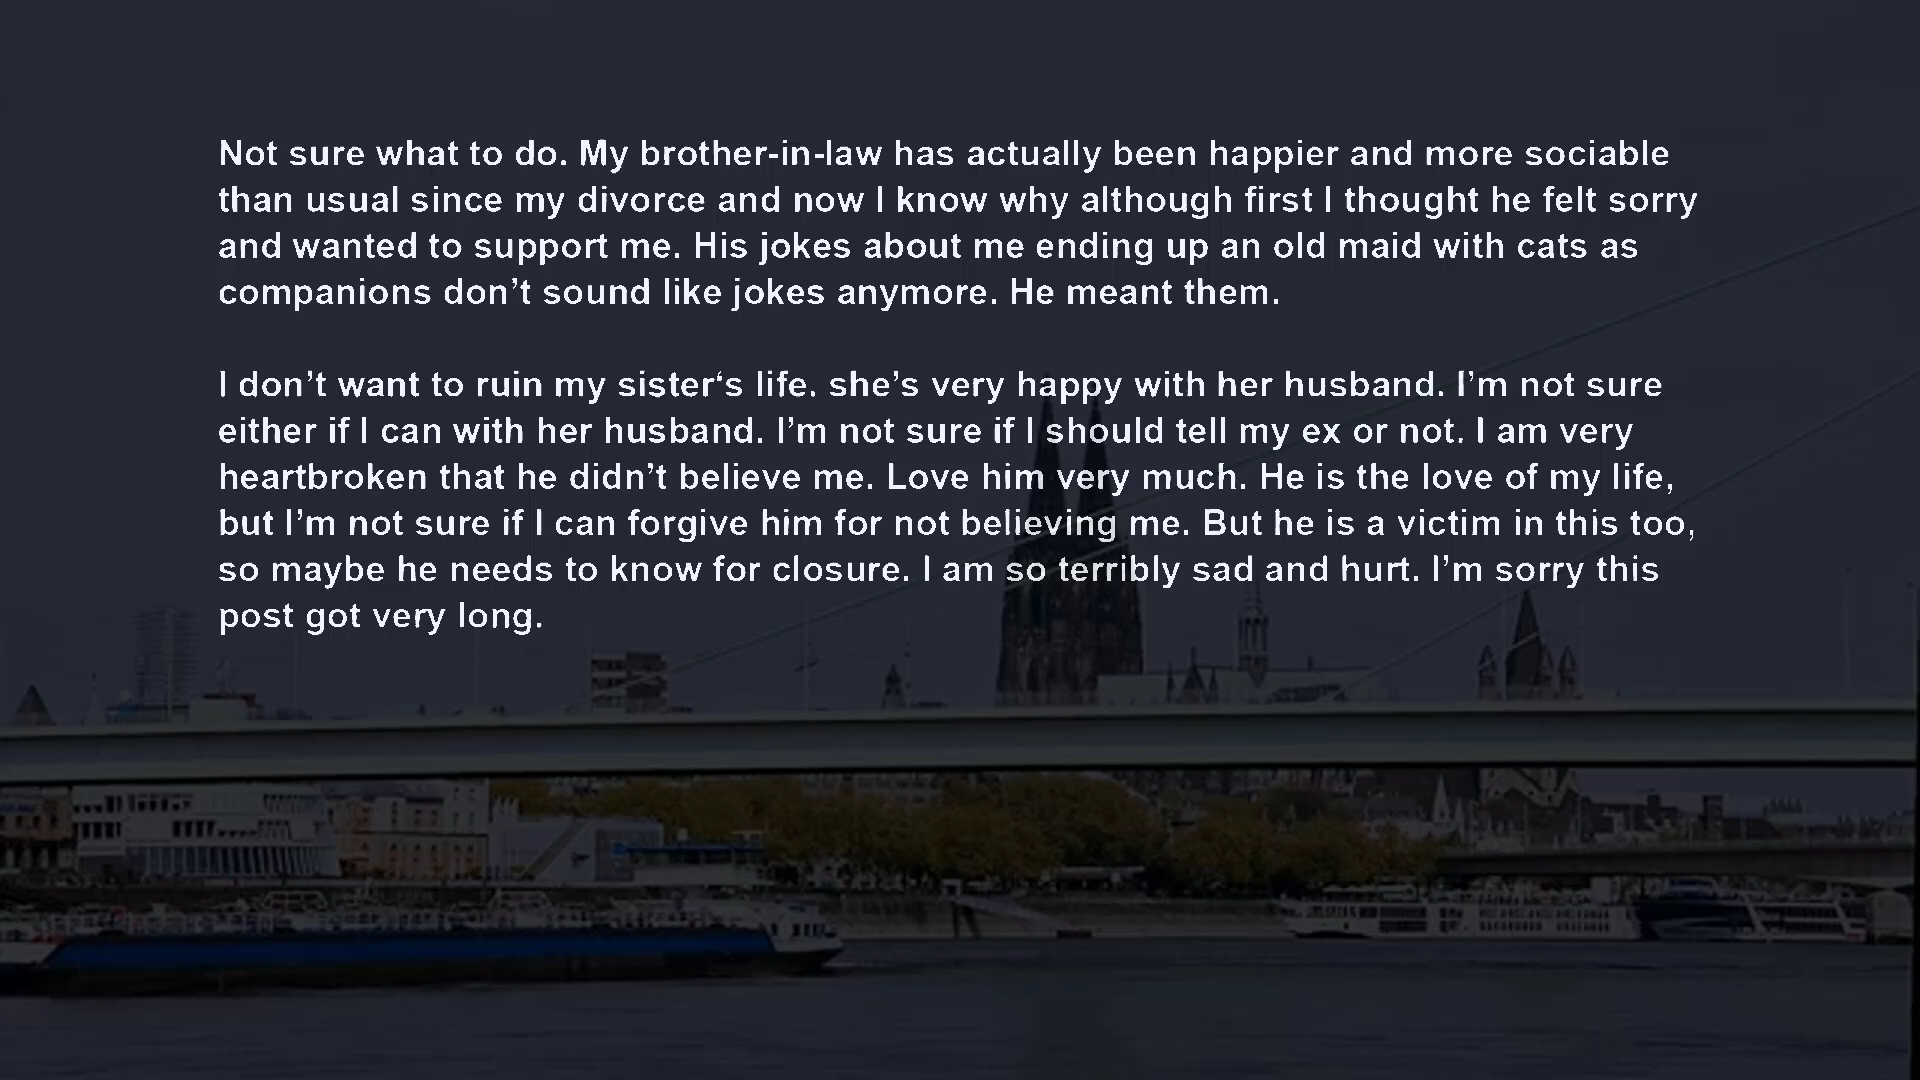 Not sure what to do. My brother-in-law has actually been happier and more sociable
than usual since my divorce and now I know why although first I thought he felt sorry
and wanted to support me. His jokes about me ending up an old maid with cats as
companions don’t sound like jokes anymore. He meant them.
I don’t want to ruin my sister‘s life. she’s very happy with her husband. I’m not sure
either if I can with her husband. I’m not sure if I should tell my ex or not. I am very
heartbroken that he didn’t believe me. Love him very much. He is the love of my life,
but I’m not sure if I can forgive him for not believing me. But he is a victim in this too,
so maybe he needs to know for closure. I am so terribly sad and hurt. I’m sorry this
post got very long.